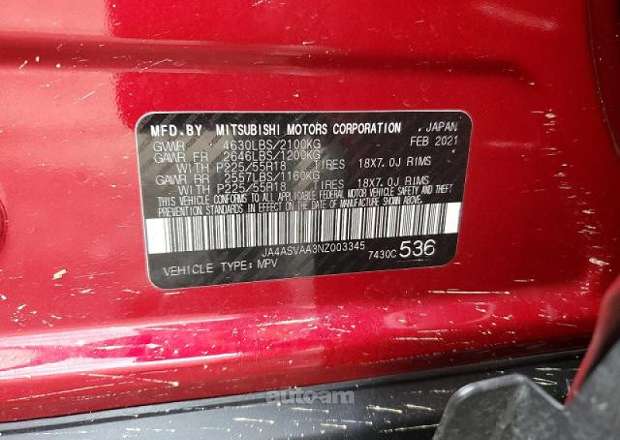 MFD.BY MITSUBISHI MOTORS CORPORATION . JAPAN
GVWR 4630LBS/2100KG FEB 2021
GAWR FR 2646LBS/1200KG
WITH P225/55R18 TIRES 18X7.0J RIMS
GAWR RR 2557LBS/1160KG
WITH P225/55R18 TIRES 18X7.0J RIMS
THIS VEHICLE CONFORMS TO ALL APPLICABLE FEDERAL MOTOR VEHICLE SAFETY AND THEFT
PREVENTION STANDARDS IN EFFECT ON THE DATE OF MANUFACTURE SHOWN ABOVE.
JA4ASVAA3NZ003345 7430C 536
VEHICLE TYPE: MPV
auto.am